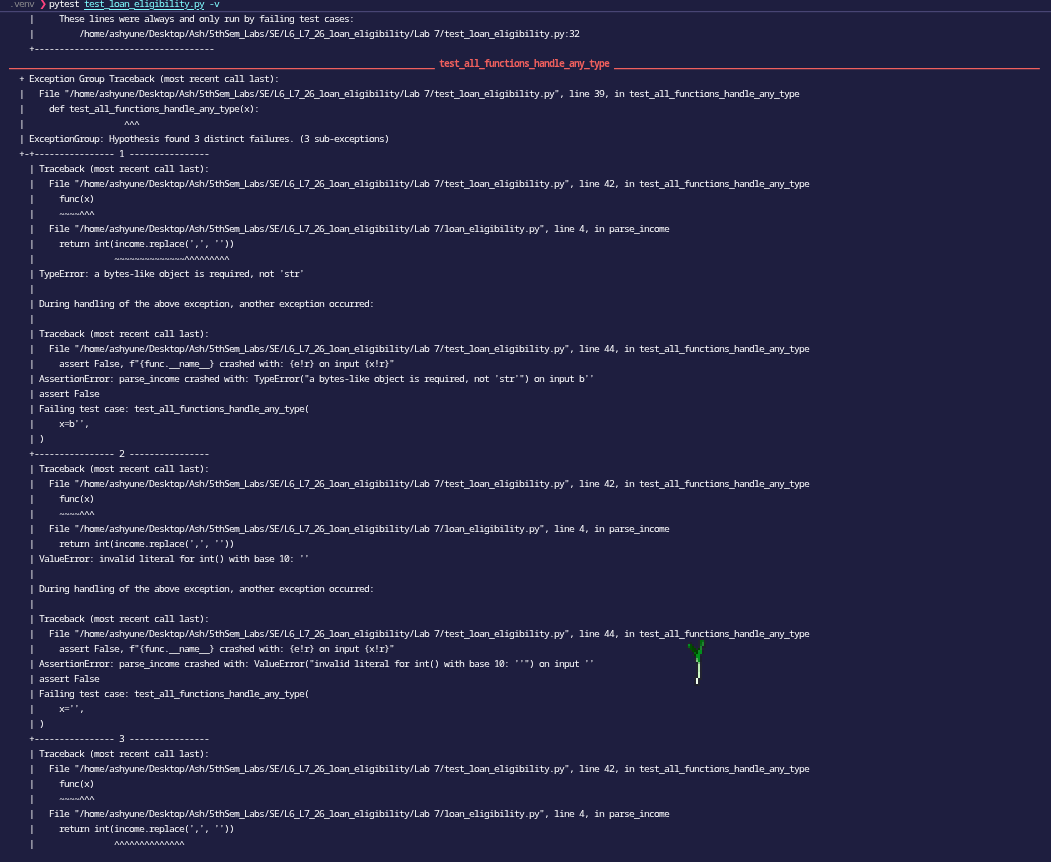 .venv ❯ pytest test_loan_eligibility.py -v
    |     These lines were always and only run by failing test cases:
    |         /home/ashyune/Desktop/Ash/5thSem_Labs/SE/L6_L7_26_loan_eligibility/Lab 7/test_loan_eligibility.py:32
    +------------------------------------
test_all_functions_handle_any_type
  + Exception Group Traceback (most recent call last):
  |   File "/home/ashyune/Desktop/Ash/5thSem_Labs/SE/L6_L7_26_loan_eligibility/Lab 7/test_loan_eligibility.py", line 39, in test_all_functions_handle_any_type
  |     def test_all_functions_handle_any_type(x):
  |                    ^^^
  | ExceptionGroup: Hypothesis found 3 distinct failures. (3 sub-exceptions)
  +-+---------------- 1 ----------------
    | Traceback (most recent call last):
    |   File "/home/ashyune/Desktop/Ash/5thSem_Labs/SE/L6_L7_26_loan_eligibility/Lab 7/test_loan_eligibility.py", line 42, in test_all_functions_handle_any_type
    |     func(x)
    |     ~~~~^^^
    |   File "/home/ashyune/Desktop/Ash/5thSem_Labs/SE/L6_L7_26_loan_eligibility/Lab 7/loan_eligibility.py", line 4, in parse_income
    |     return int(income.replace(',', ''))
    |                ~~~~~~~~~~~~~~^^^^^^^^^
    | TypeError: a bytes-like object is required, not 'str'
    |
    | During handling of the above exception, another exception occurred:
    |
    | Traceback (most recent call last):
    |   File "/home/ashyune/Desktop/Ash/5thSem_Labs/SE/L6_L7_26_loan_eligibility/Lab 7/test_loan_eligibility.py", line 44, in test_all_functions_handle_any_type
    |     assert False, f"{func.__name__} crashed with: {e!r} on input {x!r}"
    | AssertionError: parse_income crashed with: TypeError("a bytes-like object is required, not 'str'") on input b''
    | assert False
    | Failing test case: test_all_functions_handle_any_type(
    |     x=b'',
    | )
    +---------------- 2 ----------------
    | Traceback (most recent call last):
    |   File "/home/ashyune/Desktop/Ash/5thSem_Labs/SE/L6_L7_26_loan_eligibility/Lab 7/test_loan_eligibility.py", line 42, in test_all_functions_handle_any_type
    |     func(x)
    |     ~~~~^^^
    |   File "/home/ashyune/Desktop/Ash/5thSem_Labs/SE/L6_L7_26_loan_eligibility/Lab 7/loan_eligibility.py", line 4, in parse_income
    |     return int(income.replace(',', ''))
    | ValueError: invalid literal for int() with base 10: ''
    |
    | During handling of the above exception, another exception occurred:
    |
    | Traceback (most recent call last):
    |   File "/home/ashyune/Desktop/Ash/5thSem_Labs/SE/L6_L7_26_loan_eligibility/Lab 7/test_loan_eligibility.py", line 44, in test_all_functions_handle_any_type
    |     assert False, f"{func.__name__} crashed with: {e!r} on input {x!r}"
    | AssertionError: parse_income crashed with: ValueError("invalid literal for int() with base 10: ''") on input ''
    | assert False
    | Failing test case: test_all_functions_handle_any_type(
    |     x='',
    | )
    +---------------- 3 ----------------
    | Traceback (most recent call last):
    |   File "/home/ashyune/Desktop/Ash/5thSem_Labs/SE/L6_L7_26_loan_eligibility/Lab 7/test_loan_eligibility.py", line 42, in test_all_functions_handle_any_type
    |     func(x)
    |     ~~~~^^^
    |   File "/home/ashyune/Desktop/Ash/5thSem_Labs/SE/L6_L7_26_loan_eligibility/Lab 7/loan_eligibility.py", line 4, in parse_income
    |     return int(income.replace(',', ''))
    |                ^^^^^^^^^^^^^^